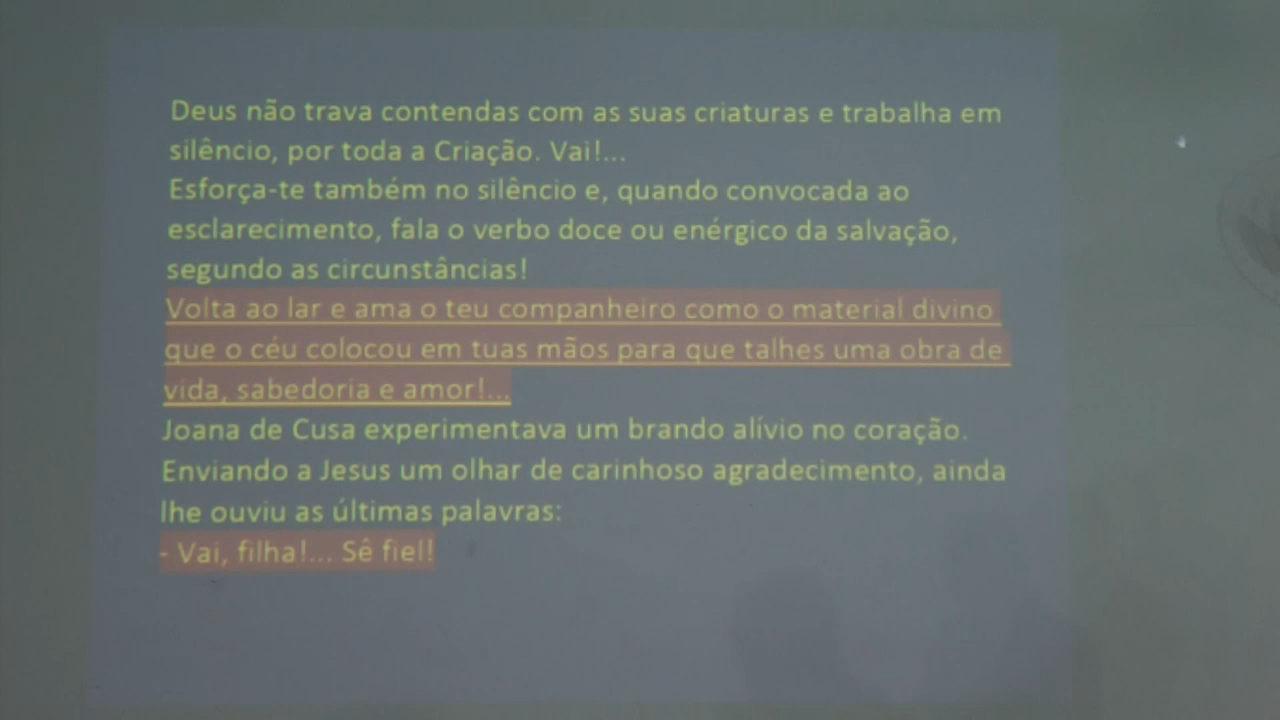 Deus não trava contendas com as suas criaturas e trabalha em
silêncio, por toda a Criação. Vai!...
Esforça-te também no silêncio e, quando convocada ao
esclarecimento, fala o verbo doce ou enérgico da salvação,
segundo as circunstâncias!
Volta ao lar e ama o teu companheiro como o material divino
que o céu colocou em tuas mãos para que talhes uma obra de
vida, sabedoria e amor!...
Joana de Cusa experimentava um brando alívio no coração.
Enviando a Jesus um olhar de carinhoso agradecimento, ainda
lhe ouviu as últimas palavras:
- Vai, filha!... Sê fiel!